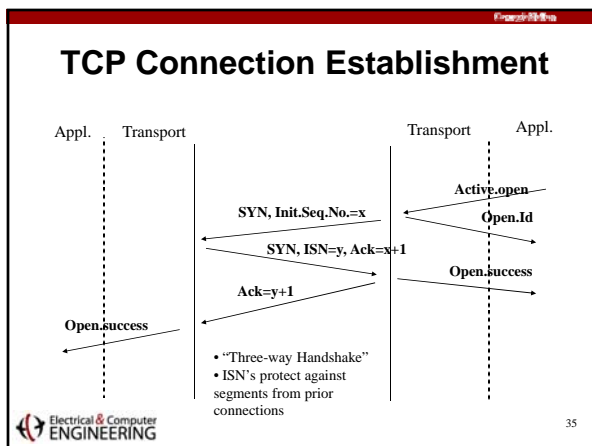 Carnegie Mellon
TCP Connection Establishment
Appl. Transport Transport Appl.
Active.open
SYN, Init.Seq.No.=x
Open.Id
SYN, ISN=y, Ack=x+1
Open.success
Ack=y+1
Open.success
• “Three-way Handshake”
• ISN’s protect against
segments from prior
connections
Electrical & Computer
ENGINEERING
35